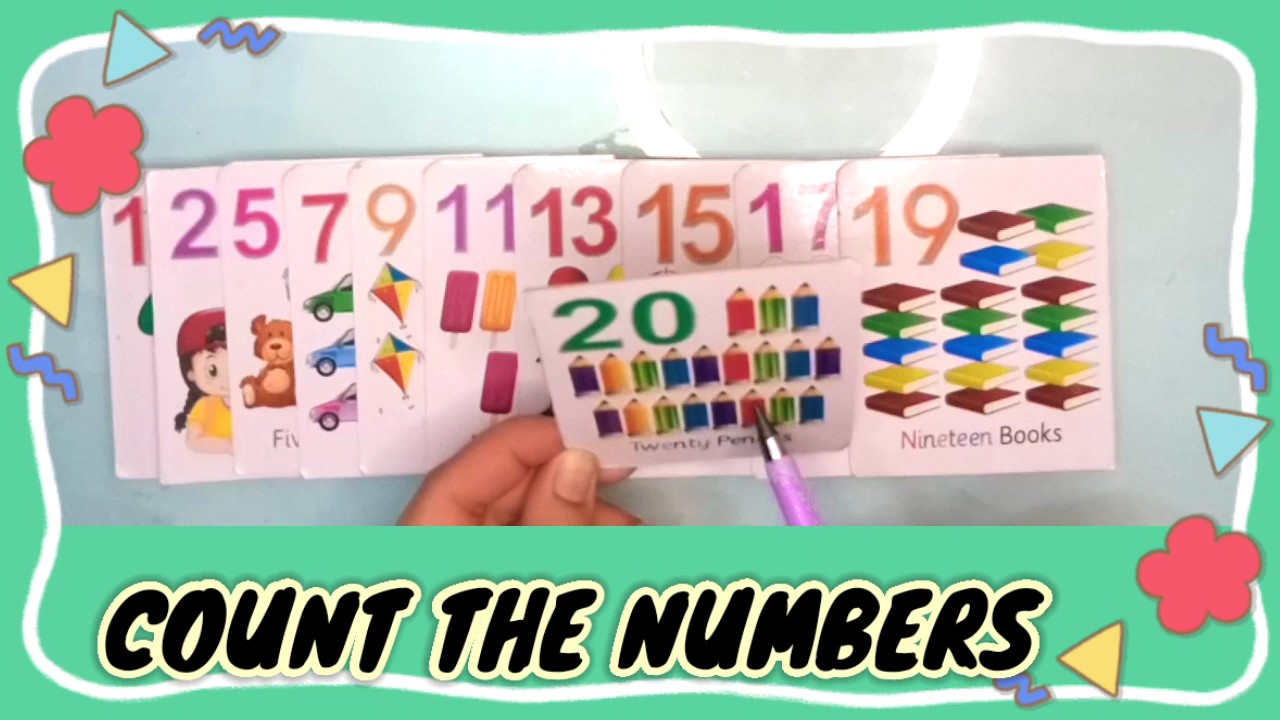 1 2 5 7 9 11 13 15 17 19
20
Fiv
Twenty Pencils
Nineteen Books
COUNT THE NUMBERS